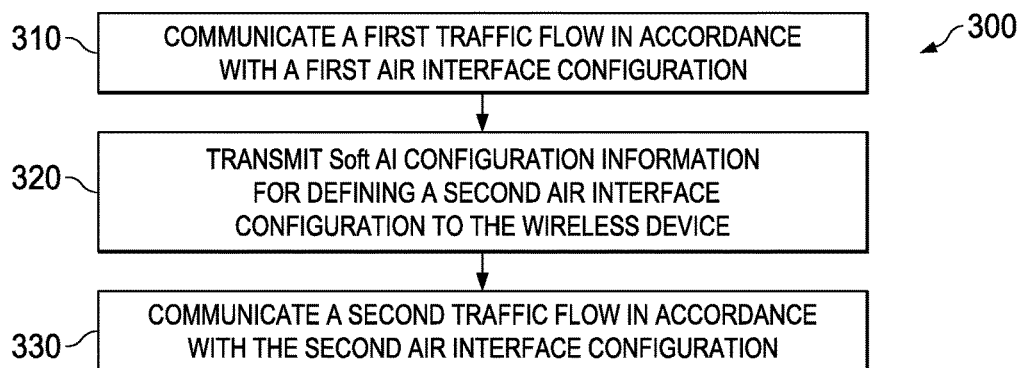 310
COMMUNICATE A FIRST TRAFFIC FLOW IN ACCORDANCE
WITH A FIRST AIR INTERFACE CONFIGURATION
300
320
TRANSMIT Soft AI CONFIGURATION INFORMATION
FOR DEFINING A SECOND AIR INTERFACE
CONFIGURATION TO THE WIRELESS DEVICE
330
COMMUNICATE A SECOND TRAFFIC FLOW IN ACCORDANCE
WITH THE SECOND AIR INTERFACE CONFIGURATION